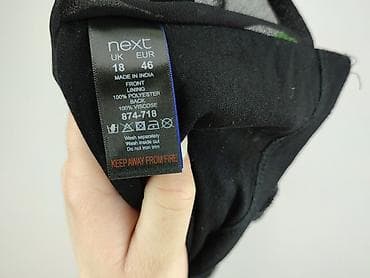 next
UK EUR
18 46
MADE IN INDIA
FRONT
LINING
100% POLYESTER
BACK
100% VISCOSE
874-718
Wash separately
Wash inside out
Do not iron trim
KEEP AWAY FROM FIRE